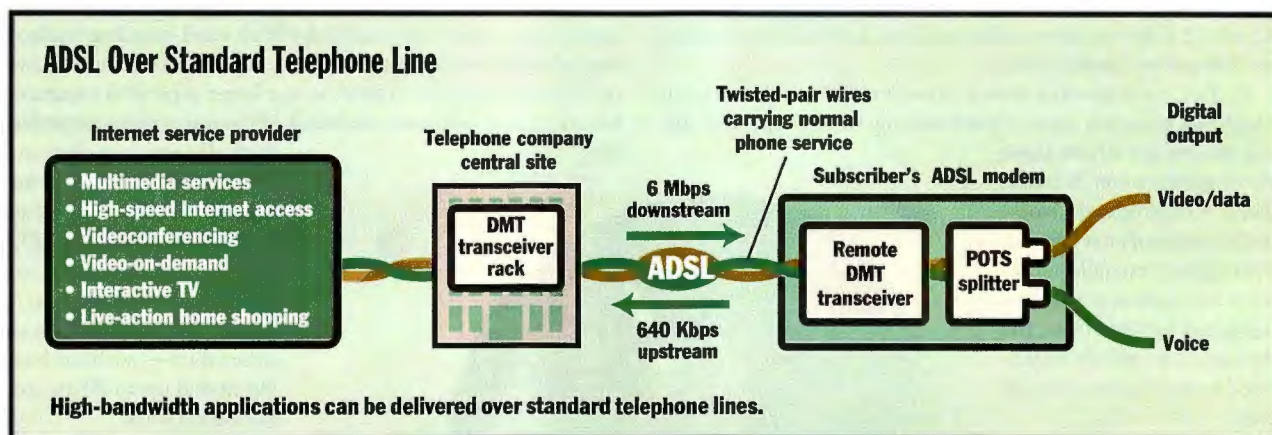 ADSL Over Standard Telephone Line
Internet service provider
• Multimedia services
• High-speed Internet access
• Videoconferencing
• Video-on-demand
• Interactive TV
• Live-action home shopping
Telephone company
central site
DMT
transceiver
rack
6 Mbps
downstream
ADSL
640 Kbps
upstream
Twisted-pair wires
carrying normal
phone service
Subscriber's ADSL modem
Remote
DMT
transceiver
POTS
splitter
Digital
output
Video/data
Voice
High-bandwidth applications can be delivered over standard telephone lines.